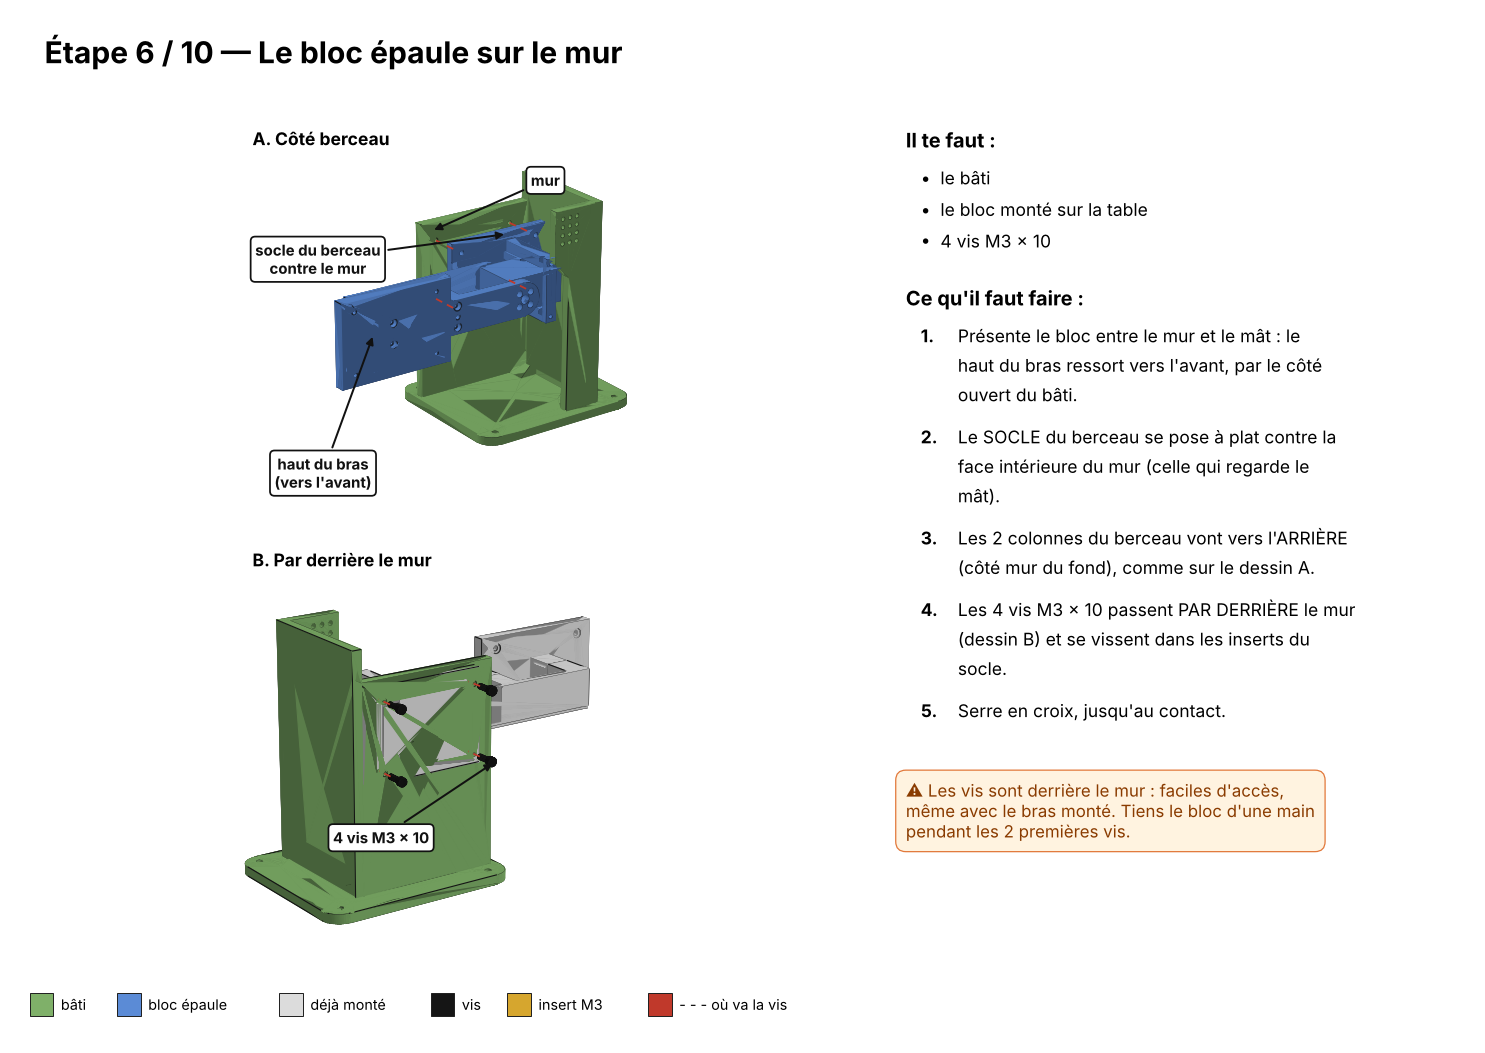 Étape 6 / 10 — Le bloc épaule sur le mur
A. Côté berceau
mur
socle du berceau
contre le mur
haut du bras
(vers l'avant)
B. Par derrière le mur
4 vis M3 × 10
Il te faut :
• le bâti
• le bloc monté sur la table
• 4 vis M3 × 10
Ce qu'il faut faire :
1. Présente le bloc entre le mur et le mât : le
haut du bras ressort vers l'avant, par le côté
ouvert du bâti.
2. Le SOCLE du berceau se pose à plat contre la
face intérieure du mur (celle qui regarde le
mât).
3. Les 2 colonnes du berceau vont vers l'ARRIÈRE
(côté mur du fond), comme sur le dessin A.
4. Les 4 vis M3 × 10 passent PAR DERRIÈRE le mur
(dessin B) et se vissent dans les inserts du
socle.
5. Serre en croix, jusqu'au contact.
⚠ Les vis sont derrière le mur : faciles d'accès,
même avec le bras monté. Tiens le bloc d'une main
pendant les 2 premières vis.
bâti
bloc épaule
déjà monté
vis
insert M3
- - - où va la vis